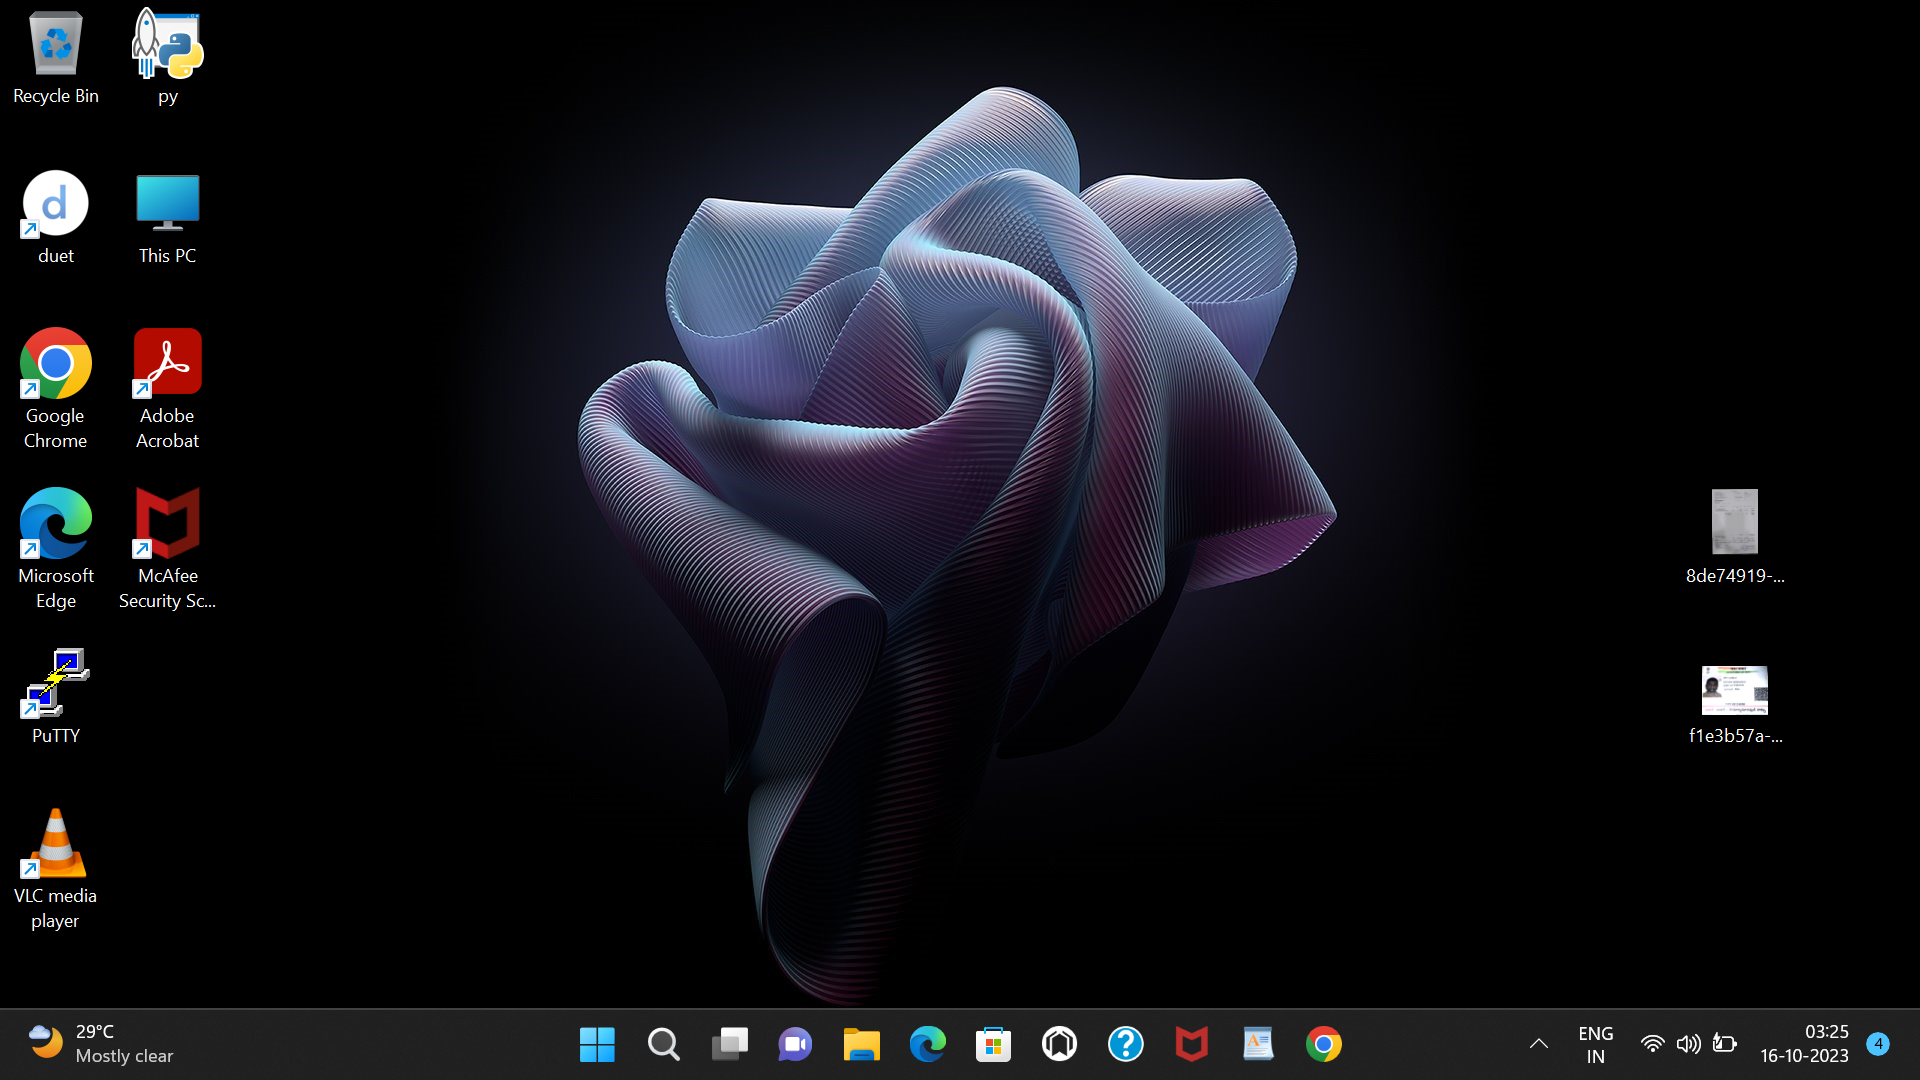 Recycle Bin
py
duet
This PC
Google
Chrome
Adobe
Acrobat
Microsoft
Edge
McAfee
Security Sc...
PuTTY
VLC media
player
8de74919-...
f1e3b57a-...
29°C
Mostly clear
ENG
IN
03:25
16-10-2023
4